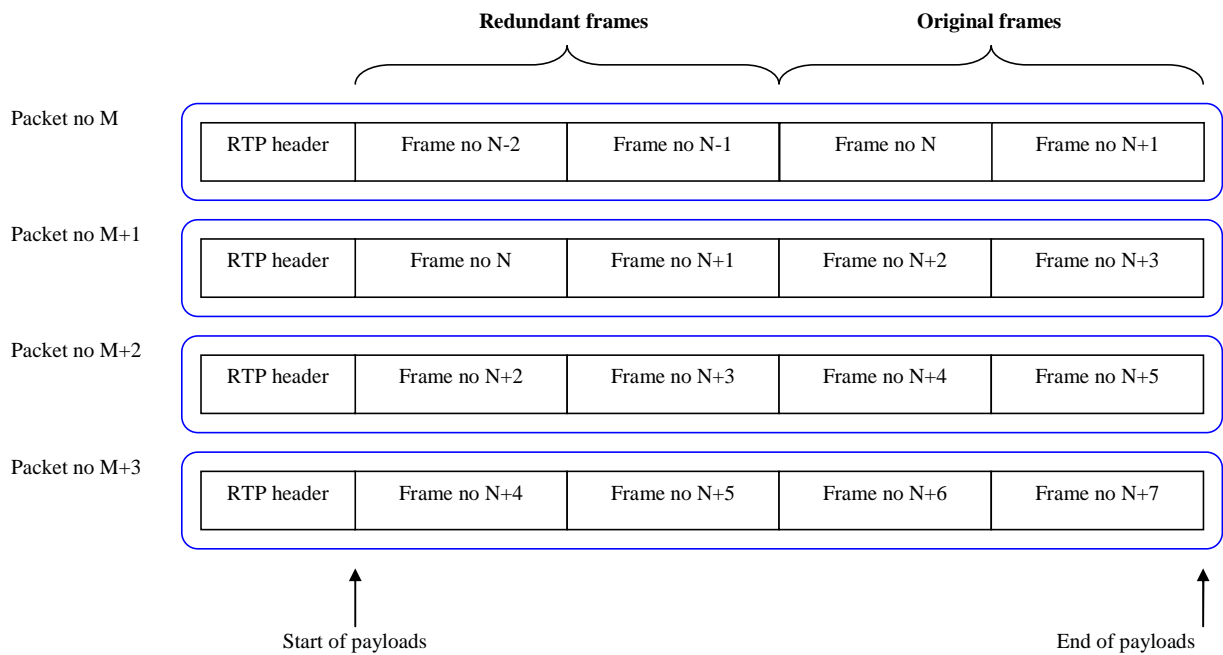 Redundant frames Original frames
Packet no M
RTP header Frame no N-2 Frame no N-1 Frame no N Frame no N+1
Packet no M+1
RTP header Frame no N Frame no N+1 Frame no N+2 Frame no N+3
Packet no M+2
RTP header Frame no N+2 Frame no N+3 Frame no N+4 Frame no N+5
Packet no M+3
RTP header Frame no N+4 Frame no N+5 Frame no N+6 Frame no N+7
Start of payloads End of payloads